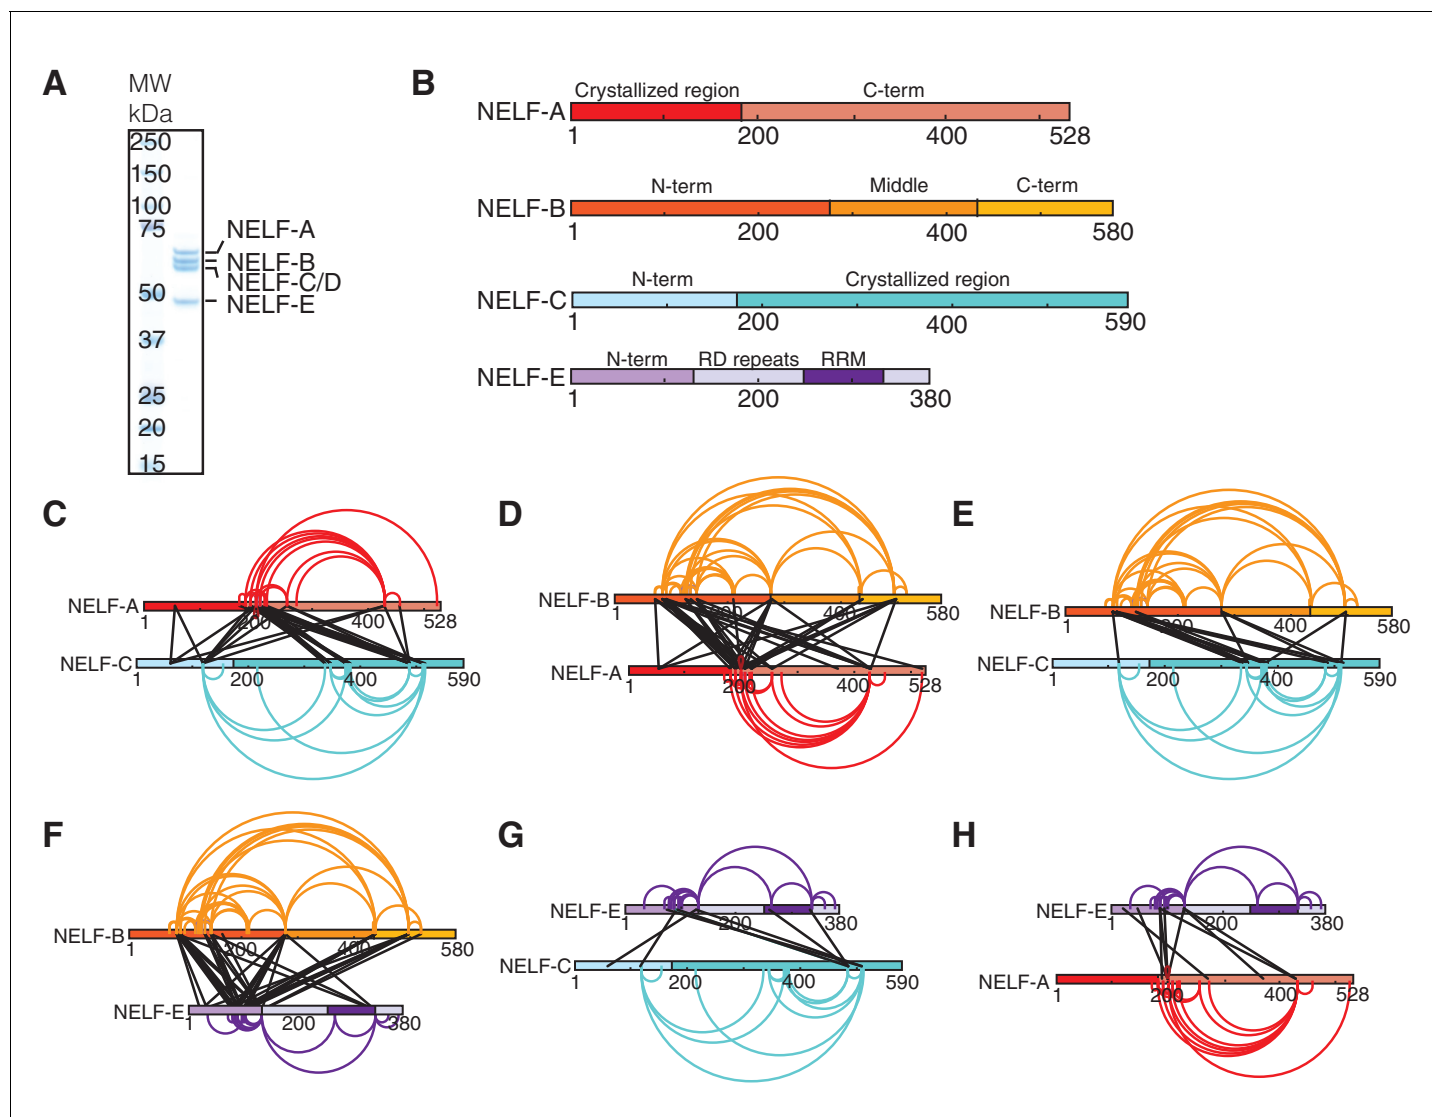 A
MW
kDa
250
150
100
75
50
37
25
20
15
NELF-A
NELF-B
NELF-C/D
NELF-E
B
Crystallized region C-term
NELF-A
1 200 400 528
N-term Middle C-term
NELF-B
1 200 400 580
N-term Crystallized region
NELF-C
1 200 400 590
N-term RD repeats RRM
NELF-E
1 200 380
C
NELF-A
1 200 400 528
NELF-C
1 200 400 590
D
NELF-B
1 200 400 580
NELF-A
1 200 400 528
E
NELF-B
1 200 400 580
NELF-C
1 200 400 590
F
NELF-B
1 200 400 580
NELF-E
1 200 380
G
NELF-E
1 200 380
NELF-C
1 200 400 590
H
NELF-E
1 200 380
NELF-A
1 200 400 528